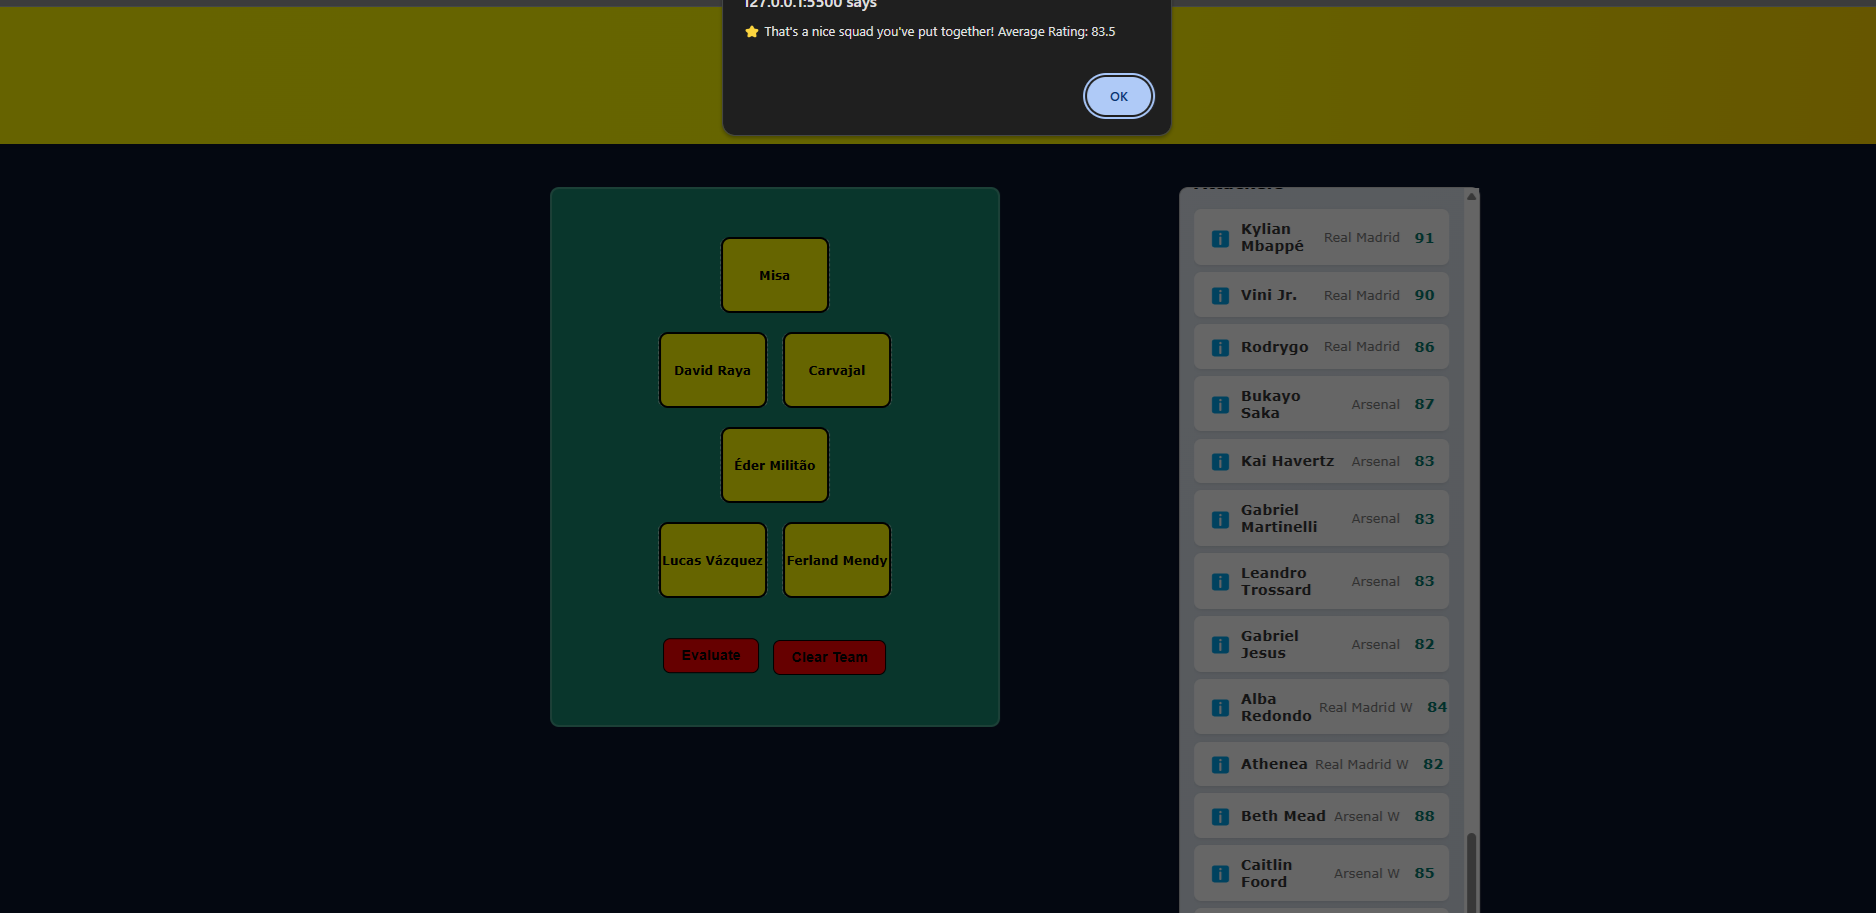 127.0.0.1:5500 says
⭐ That's a nice squad you've put together! Average Rating: 83.5
OK
Misa
David Raya
Carvajal
Éder Militão
Lucas Vázquez
Ferland Mendy
Evaluate
Clear Team
Kylian
Mbappé
Real Madrid
91
Vini Jr.
Real Madrid
90
Rodrygo
Real Madrid
86
Bukayo
Saka
Arsenal
87
Kai Havertz
Arsenal
83
Gabriel
Martinelli
Arsenal
83
Leandro
Trossard
Arsenal
83
Gabriel
Jesus
Arsenal
82
Alba
Redondo
Real Madrid W
84
Athenea
Real Madrid W
82
Beth Mead
Arsenal W
88
Caitlin
Foord
Arsenal W
85